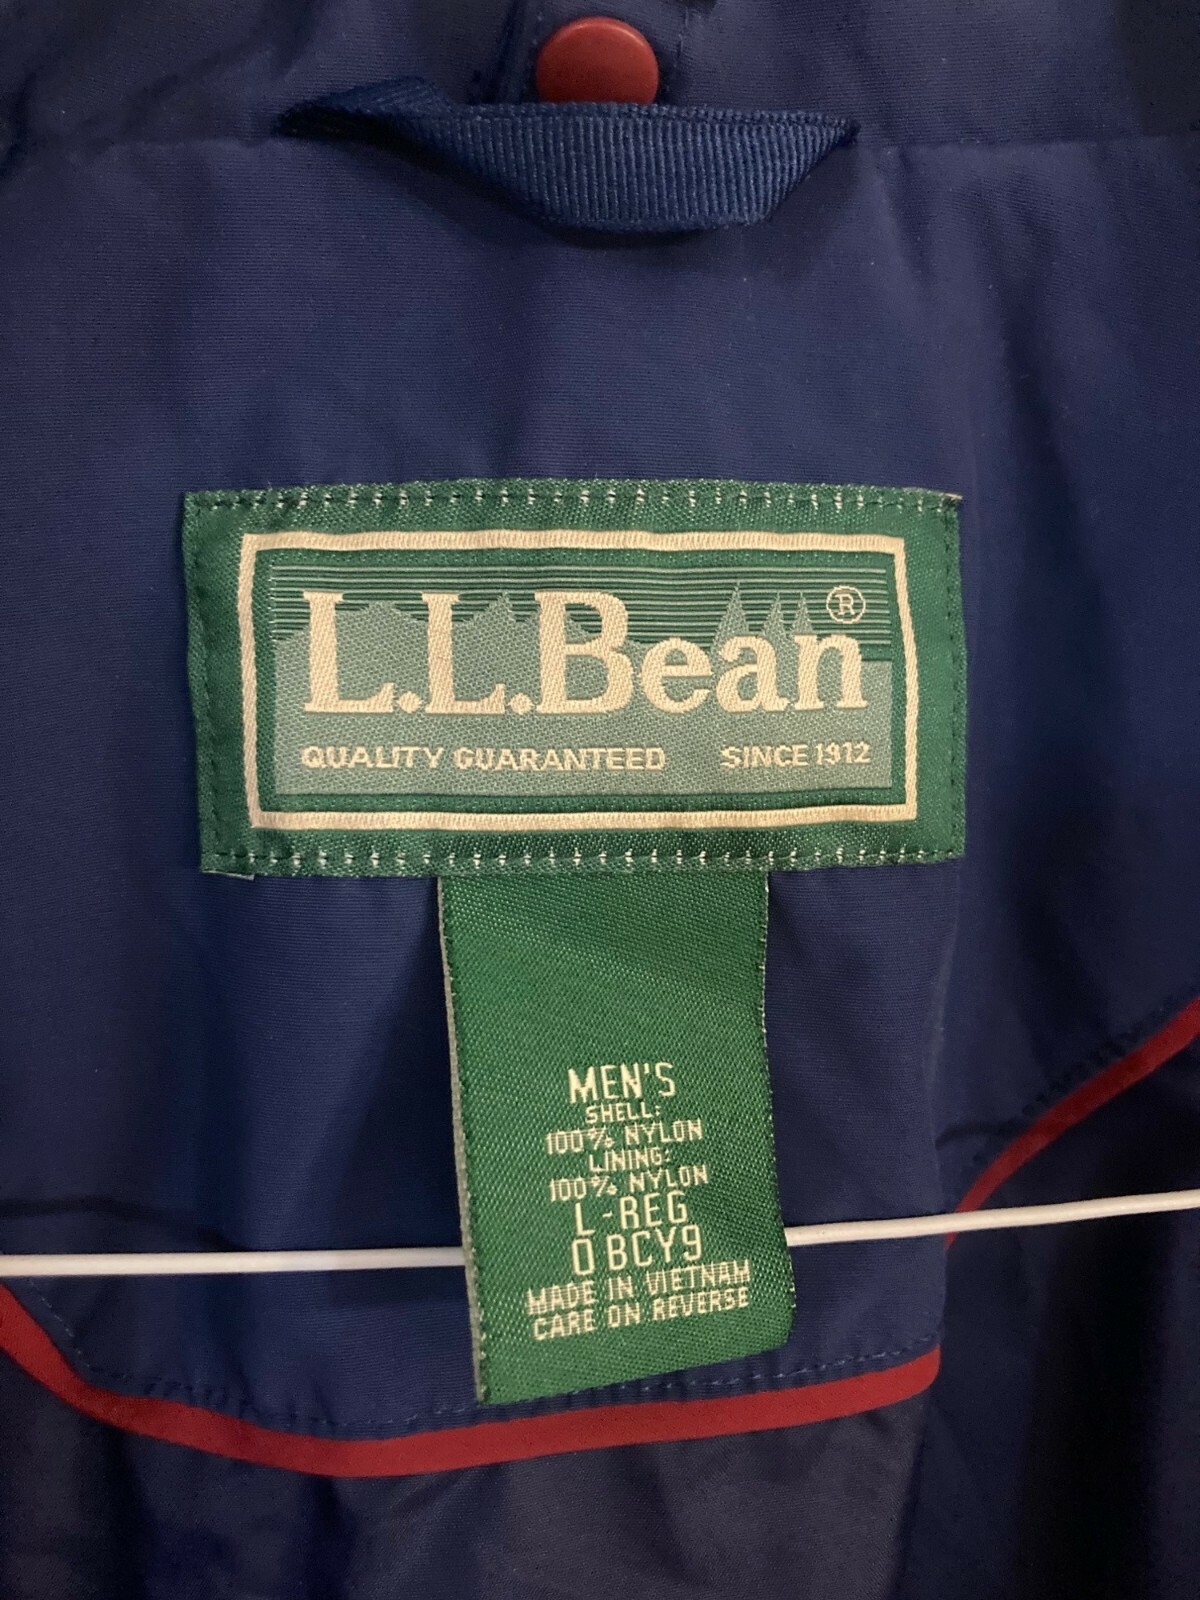 L.L.Bean®
QUALITY GUARANTEED SINCE 1912
MEN'S
SHELL:
100% NYLON
LINING:
100% NYLON
L-REG
0 BCY9
MADE IN VIETNAM
CARE ON REVERSE